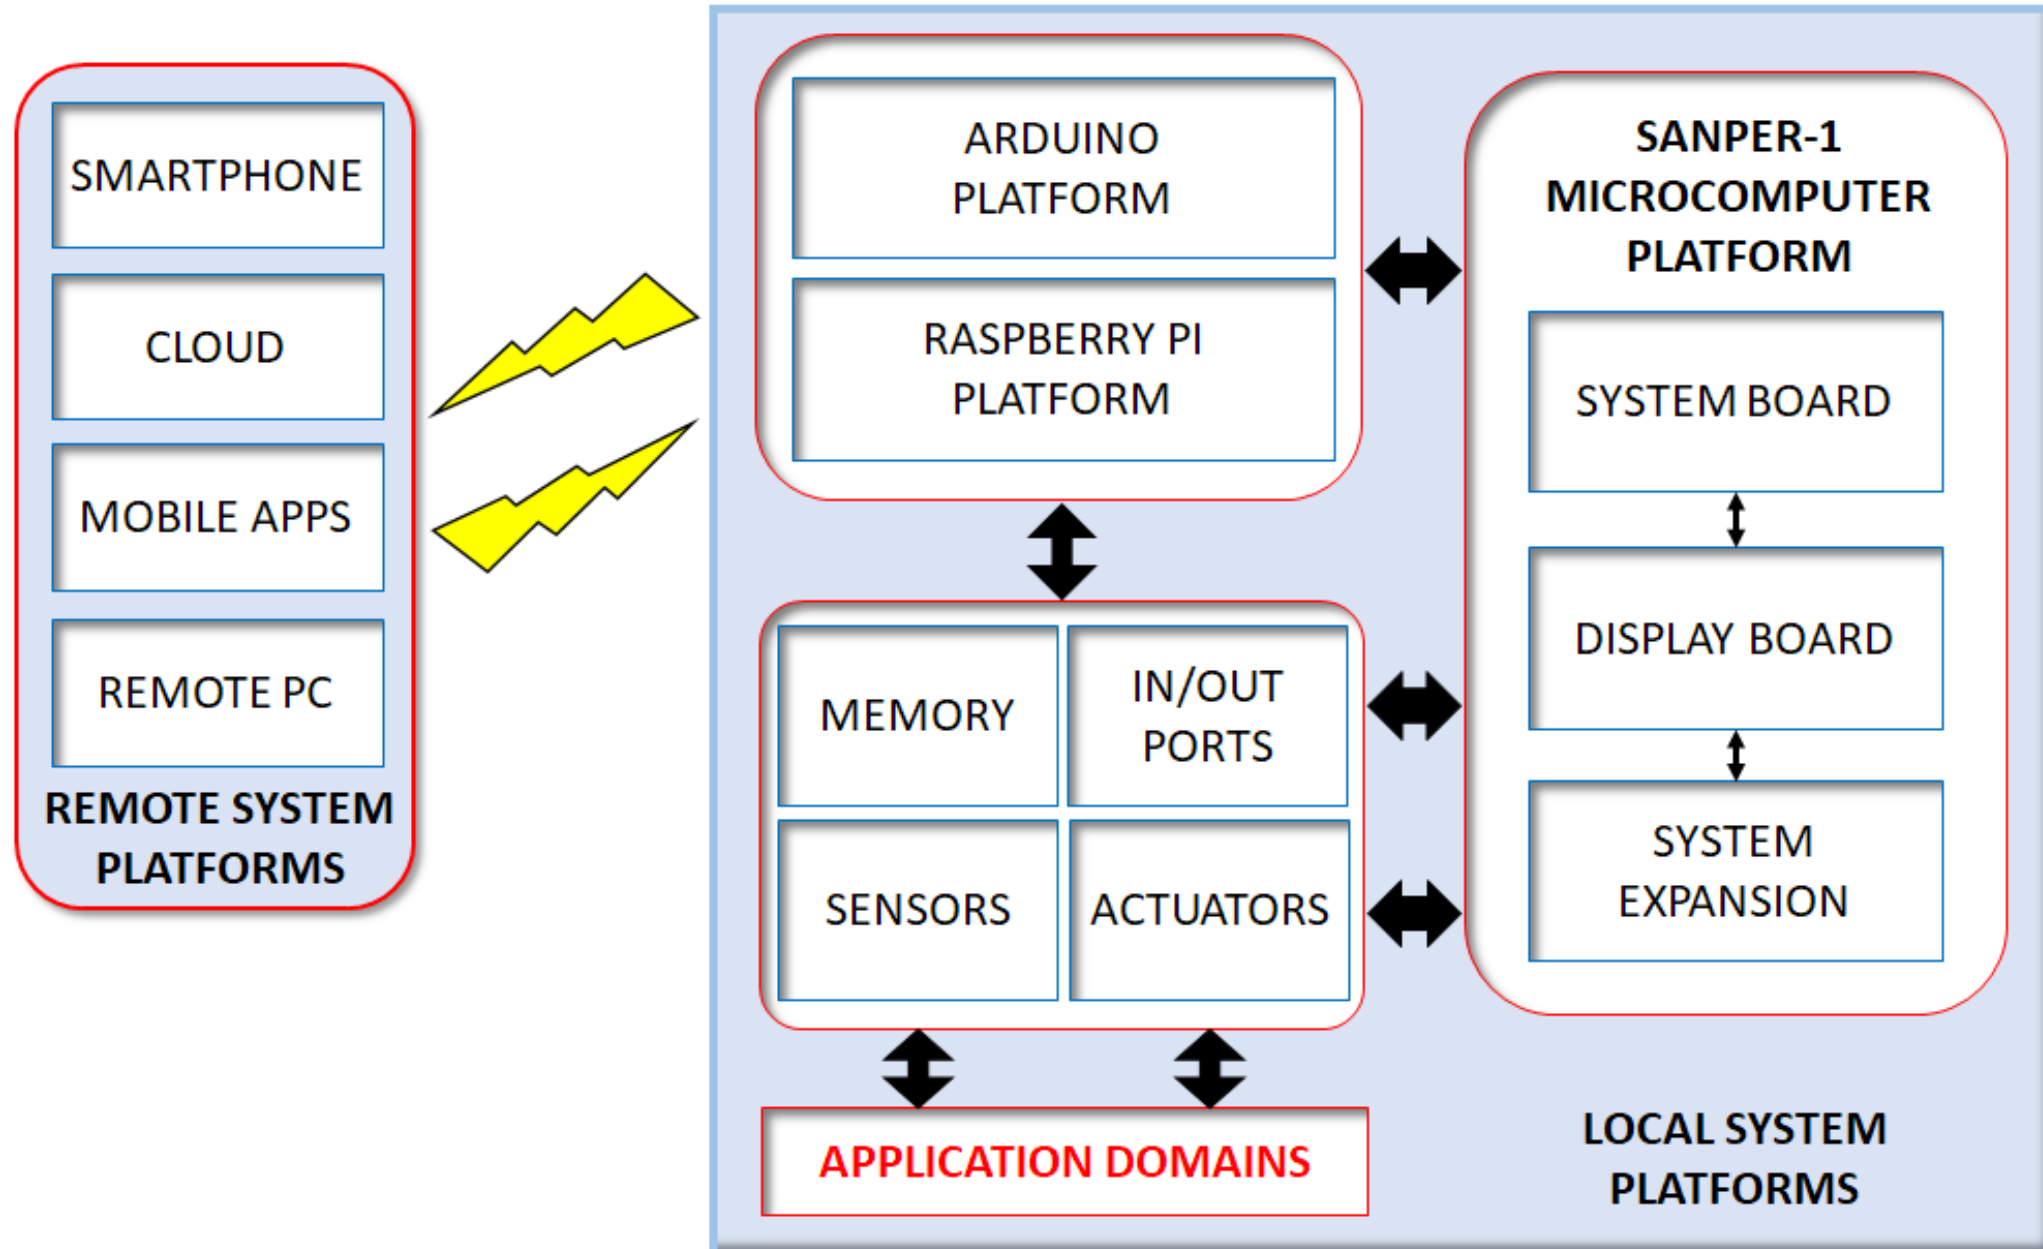 SMARTPHONE
CLOUD
MOBILE APPS
REMOTE PC
REMOTE SYSTEM
PLATFORMS
ARDUINO
PLATFORM
RASPBERRY PI
PLATFORM
MEMORY
IN/OUT
PORTS
SENSORS
ACTUATORS
APPLICATION DOMAINS
SANPER-1
MICROCOMPUTER
PLATFORM
SYSTEM BOARD
DISPLAY BOARD
SYSTEM
EXPANSION
LOCAL SYSTEM
PLATFORMS